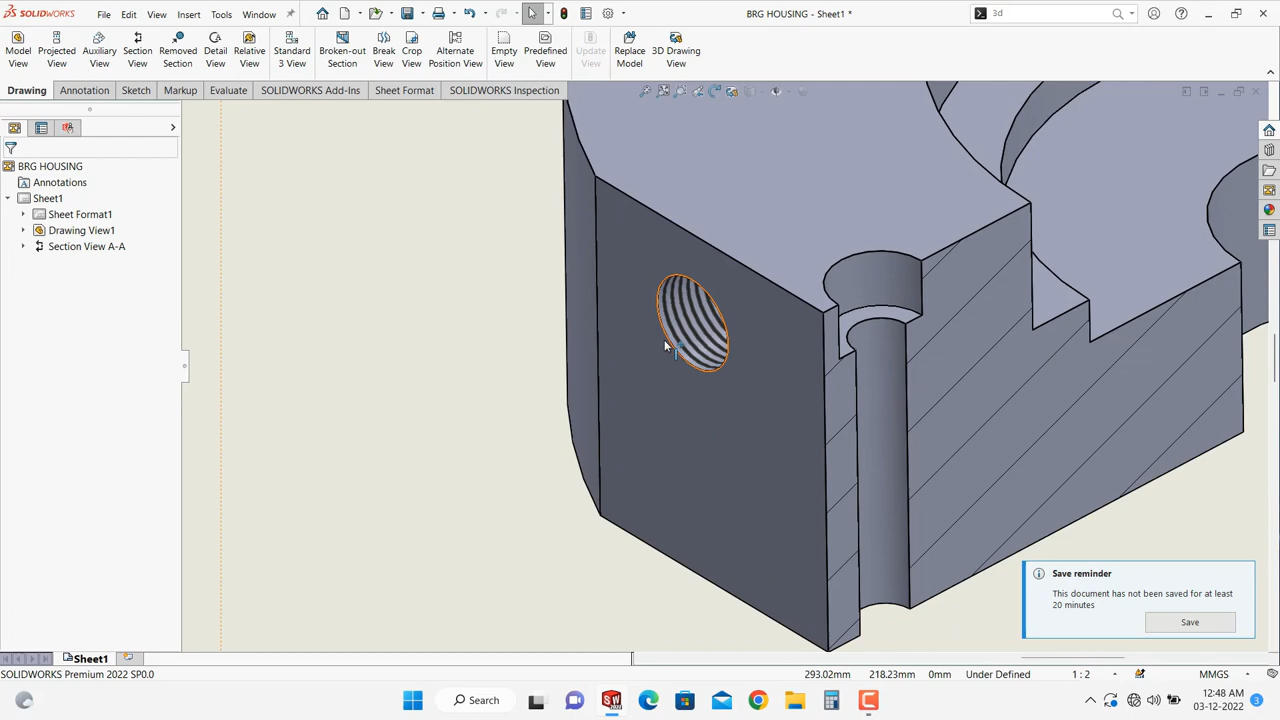 SOLIDWORKS File Edit View Insert Tools Window BRG HOUSING - Sheet1 * 3d
Model View Projected View Auxiliary View Section View Removed Section Detail View Relative View Standard 3 View Broken-out Section Break View Crop View Alternate Position View Empty View Predefined View Update View Replace Model 3D Drawing View
Drawing Annotation Sketch Markup Evaluate SOLIDWORKS Add-Ins Sheet Format SOLIDWORKS Inspection
BRG HOUSING
Annotations
Sheet1
Sheet Format1
Drawing View1
Section View A-A
Save reminder
This document has not been saved for at least
20 minutes
Save
Sheet1
SOLIDWORKS Premium 2022 SP0.0 293.02mm 218.23mm 0mm Under Defined 1 : 2 MMGS
Search 12:48 AM
03-12-2022 3